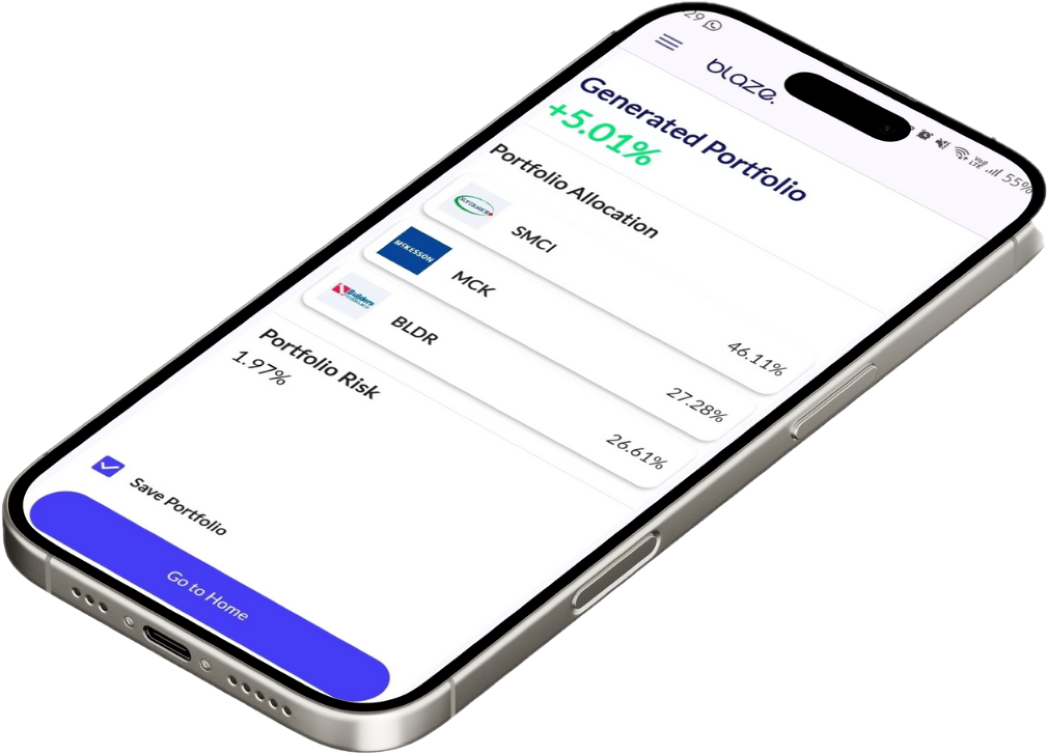 29
blaze.
55%
Generated Portfolio
+5.01%
Portfolio Allocation
SMCI
46.11%
McKESSON
MCK
27.28%
Builders
BLDR
26.61%
Portfolio Risk
1.97%
Save Portfolio
Go to Home